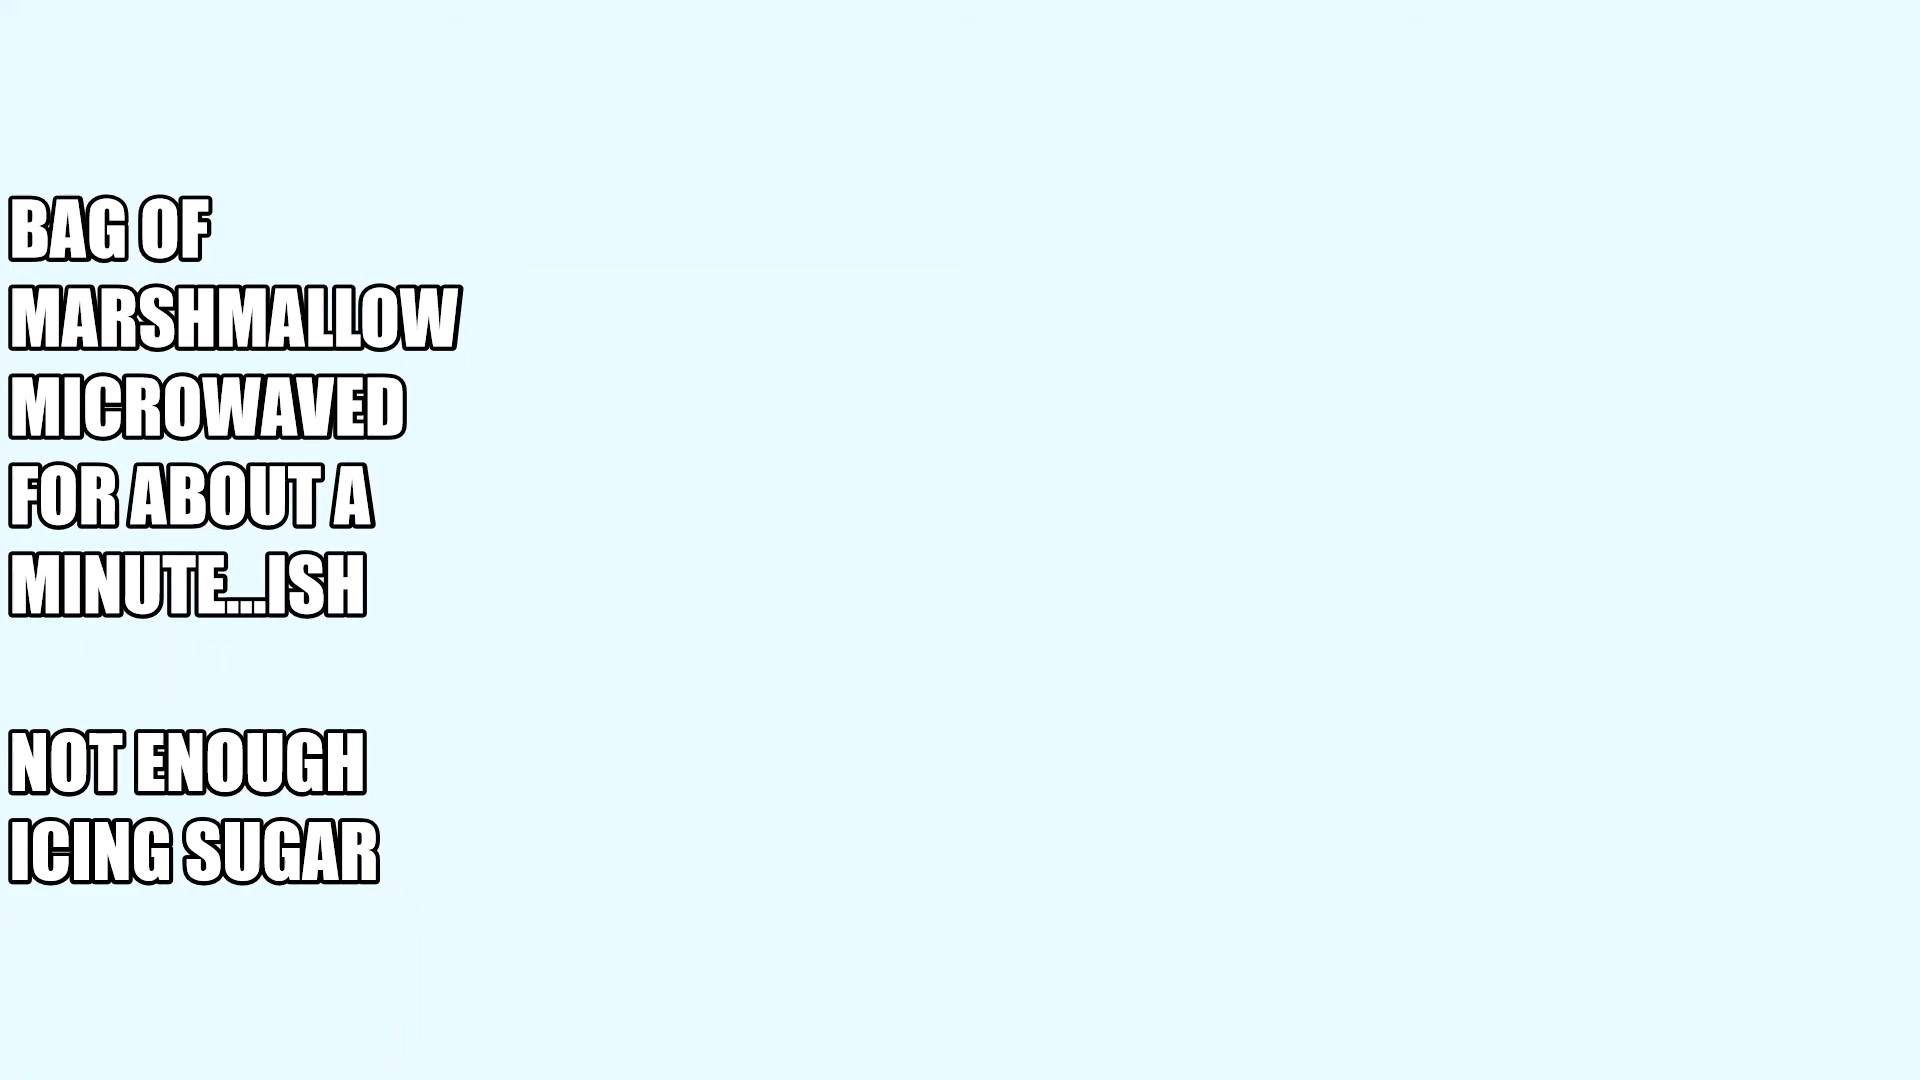 BAG OF
MARSHMALLOW
MICROWAVED
FOR ABOUT A
MINUTE...ISH
NOT ENOUGH
ICING SUGAR